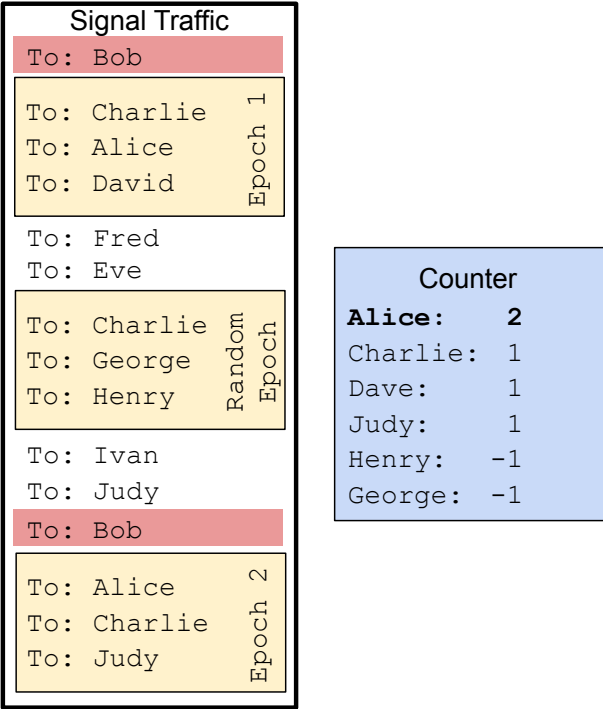 Signal Traffic
To: Bob
To: Charlie
To: Alice
To: David
Epoch 1
To: Fred
To: Eve
To: Charlie
To: George
To: Henry
Random
Epoch
To: Ivan
To: Judy
To: Bob
To: Alice
To: Charlie
To: Judy
Epoch 2
Counter
Alice: 2
Charlie: 1
Dave: 1
Judy: 1
Henry: -1
George: -1